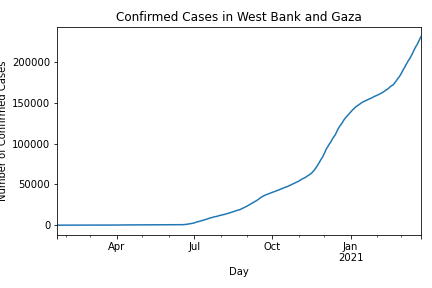 Confirmed Cases in West Bank and Gaza
Number of Confirmed Cases
200000
150000
100000
50000
0
Apr
Jul
Oct
Jan
2021
Day